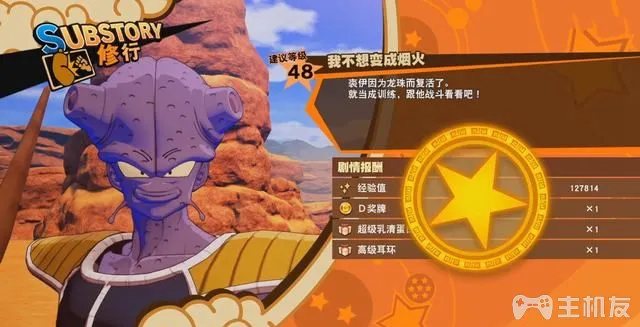 SUBSTORY
修行
建议等级
48
我不想变成烟火
裘伊因为龙珠而复活了。
就当成训练，跟他战斗看看吧！
剧情报酬
经验值 127814
D奖牌 ×1
超级乳清蛋 ×1
高级耳环 ×1
主机友